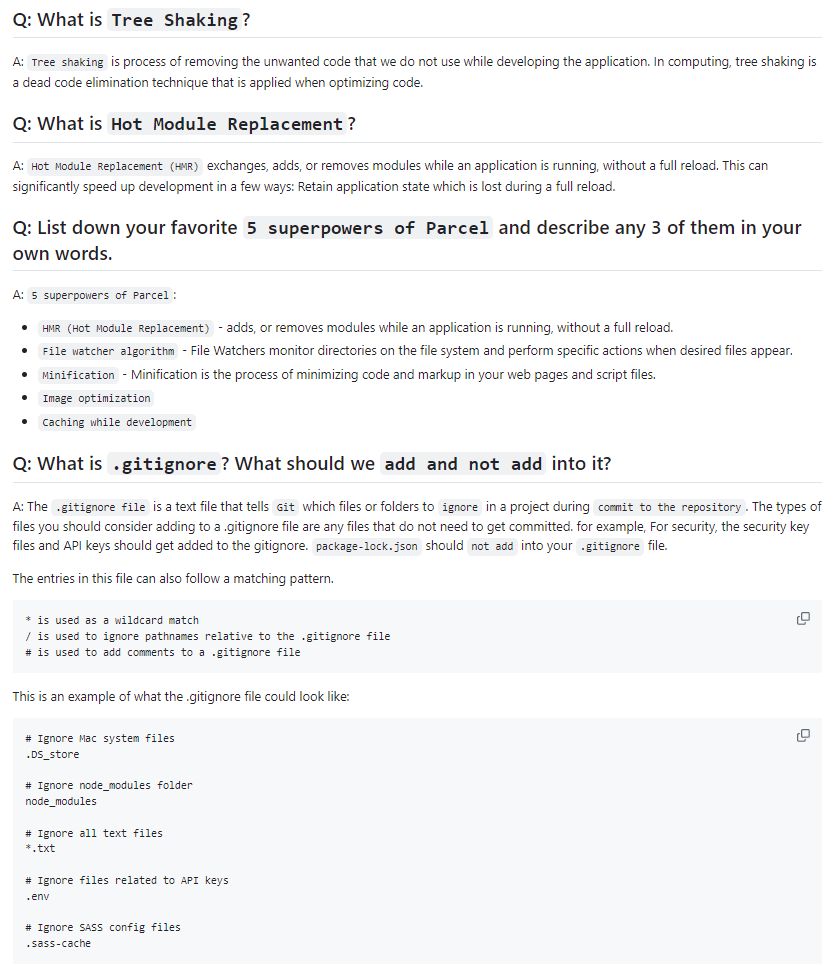 Q: What is Tree Shaking?
A: Tree shaking is process of removing the unwanted code that we do not use while developing the application. In computing, tree shaking is
a dead code elimination technique that is applied when optimizing code.
Q: What is Hot Module Replacement?
A: Hot Module Replacement (HMR) exchanges, adds, or removes modules while an application is running, without a full reload. This can
significantly speed up development in a few ways: Retain application state which is lost during a full reload.
Q: List down your favorite 5 superpowers of Parcel and describe any 3 of them in your
own words.
A: 5 superpowers of Parcel:
• HMR (Hot Module Replacement) - adds, or removes modules while an application is running, without a full reload.
• File watcher algorithm - File Watchers monitor directories on the file system and perform specific actions when desired files appear.
• Minification - Minification is the process of minimizing code and markup in your web pages and script files.
• Image optimization
• Caching while development
Q: What is .gitignore? What should we add and not add into it?
A: The .gitignore file is a text file that tells Git which files or folders to ignore in a project during commit to the repository. The types of
files you should consider adding to a .gitignore file are any files that do not need to get committed. for example, For security, the security key
files and API keys should get added to the gitignore. package-lock.json should not add into your .gitignore file.
The entries in this file can also follow a matching pattern.
* is used as a wildcard match
/ is used to ignore pathnames relative to the .gitignore file
# is used to add comments to a .gitignore file
This is an example of what the .gitignore file could look like:
# Ignore Mac system files
.DS_store
# Ignore node_modules folder
node_modules
# Ignore all text files
*.txt
# Ignore files related to API keys
.env
# Ignore SASS config files
.sass-cache